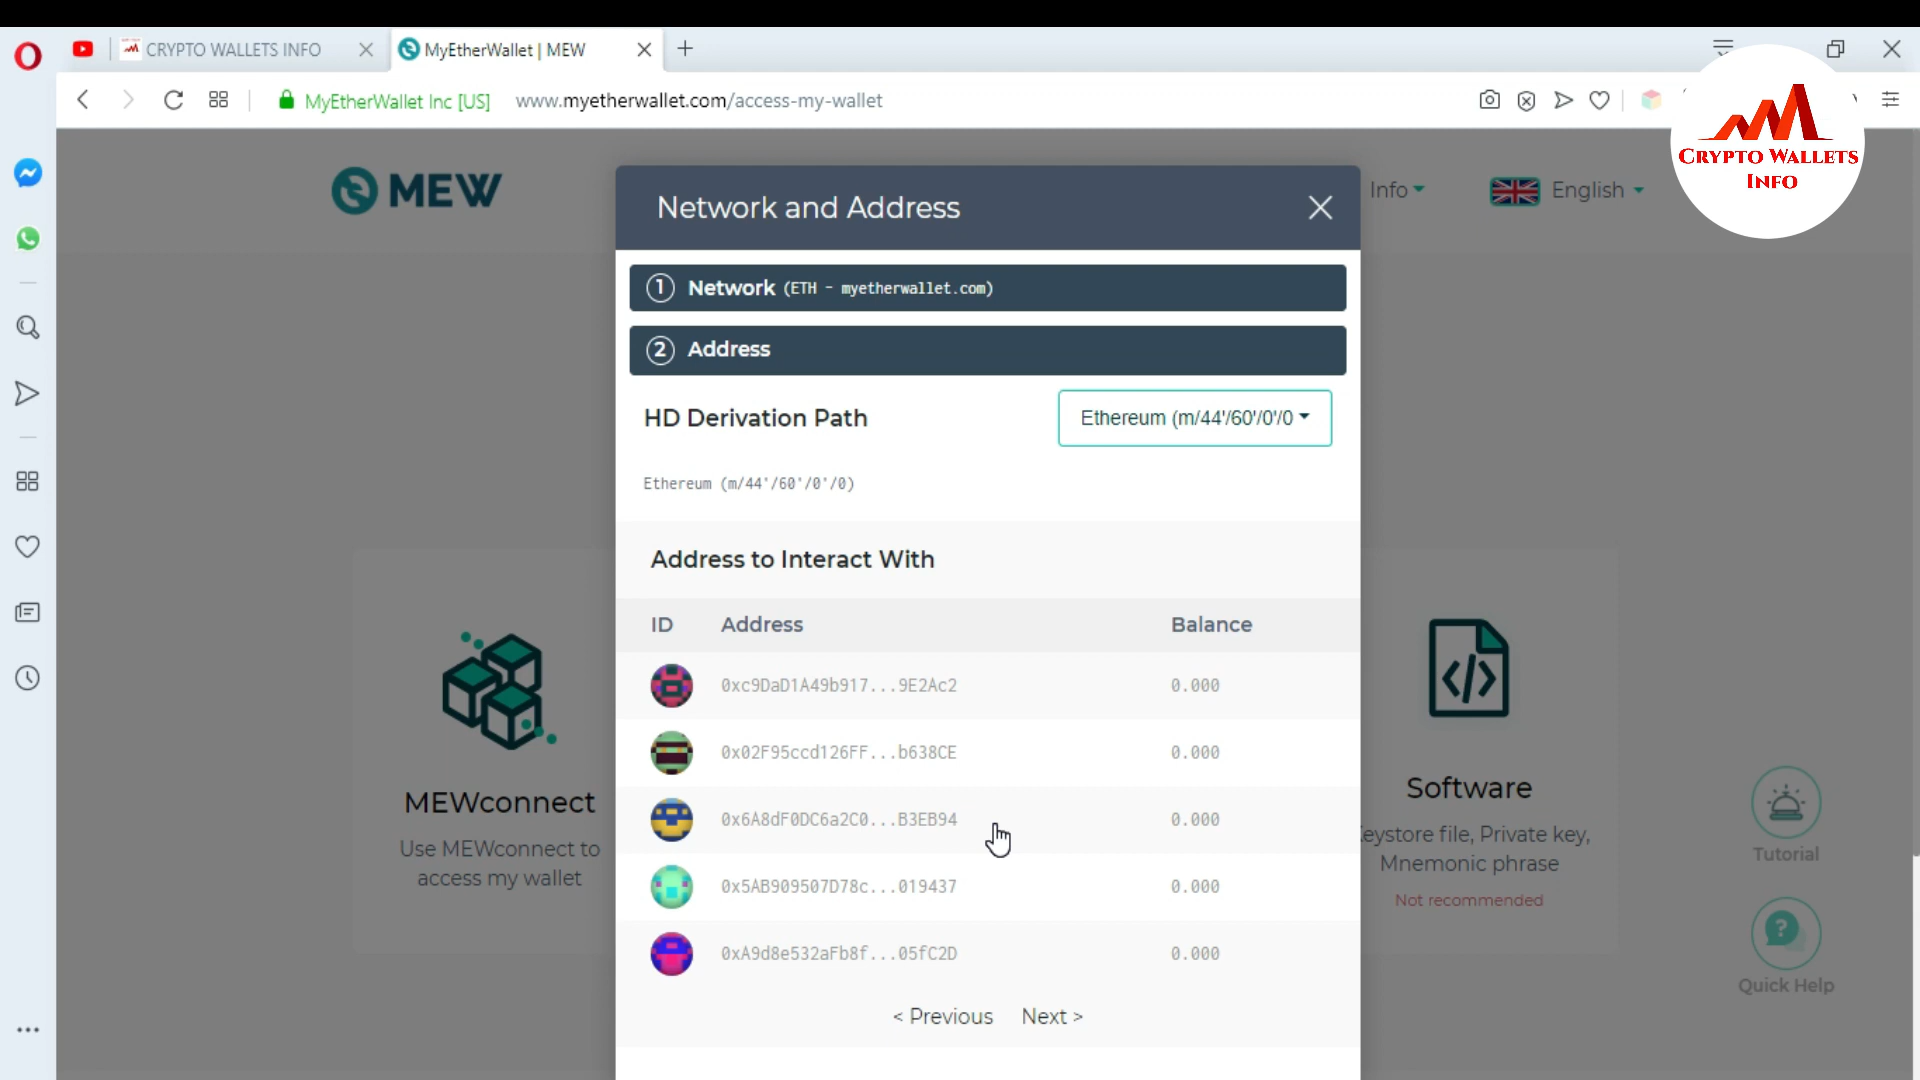 CRYPTO WALLETS INFO
MyEtherWallet | MEW
MyEtherWallet Inc [US] www.myetherwallet.com/access-my-wallet
CRYPTO WALLETS
INFO
MEW
Info
English
Network and Address
1 Network (ETH - myetherwallet.com)
2 Address
HD Derivation Path
Ethereum (m/44'/60'/0'/0
Ethereum (m/44'/60'/0'/0)
Address to Interact With
ID Address Balance
0xc9DaD1A49b917...9E2Ac2 0.000
0x02F95ccd126FF...b638CE 0.000
0x6A8dF0DC6a2C0...B3EB94 0.000
0x5AB909507D78c...019437 0.000
0xA9d8e532aFb8f...05fC2D 0.000
< Previous Next >
MEWconnect
Use MEWconnect to
access my wallet
Software
eystore file, Private key,
Mnemonic phrase
Not recommended
Tutorial
Quick Help